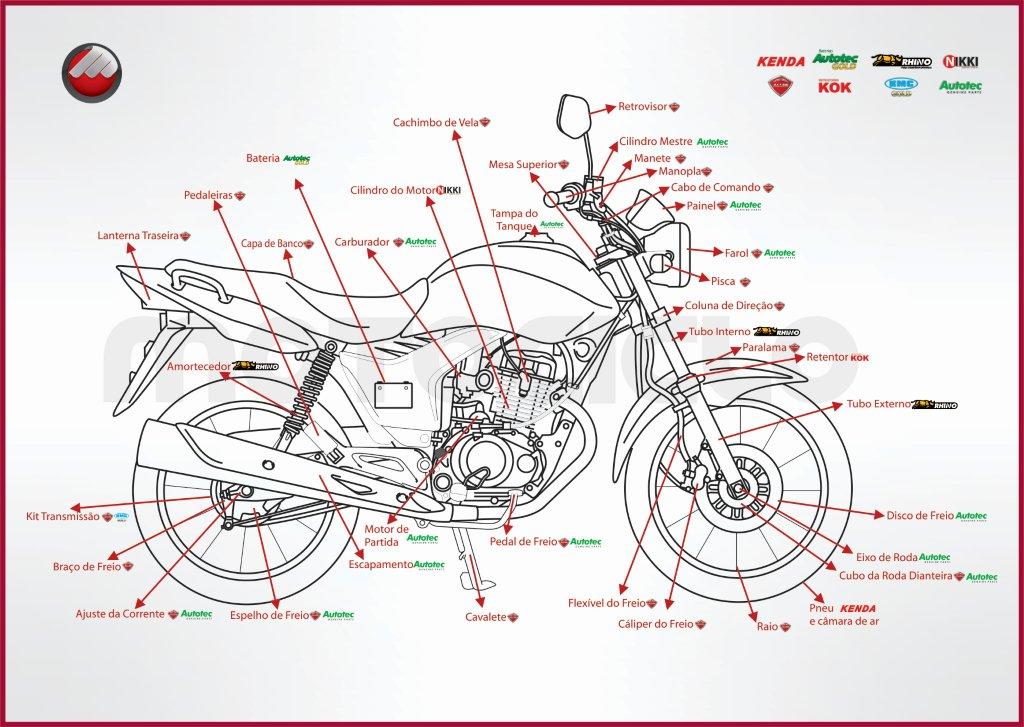 KENDA
Baterias Autotec GOLD
RHINO
NIKKI
KOK
KMC
Autotec GENUINE PARTS
Retrovisor
Cachimbo de Vela
Cilindro Mestre Autotec
Bateria Autotec GOLD
Mesa Superior
Manete
Manopla
Pedaleiras
Cilindro do Motor NIKKI
Cabo de Comando
Painel Autotec
Tampa do
Tanque Autotec
Lanterna Traseira
Capa de Banco
Carburador Autotec
Farol Autotec
Pisca
Coluna de Direção
Tubo Interno RHINO
Paralama
Retentor KOK
Amortecedor RHINO
Tubo Externo RHINO
Kit Transmissão KMC
Disco de Freio Autotec
Motor de
Partida Autotec
Pedal de Freio Autotec
Braço de Freio
Escapamento Autotec
Eixo de Roda Autotec
Cubo da Roda Dianteira Autotec
Ajuste da Corrente Autotec
Espelho de Freio Autotec
Cavalete
Flexível do Freio
Cáliper do Freio
Raio
Pneu KENDA
e câmara de ar